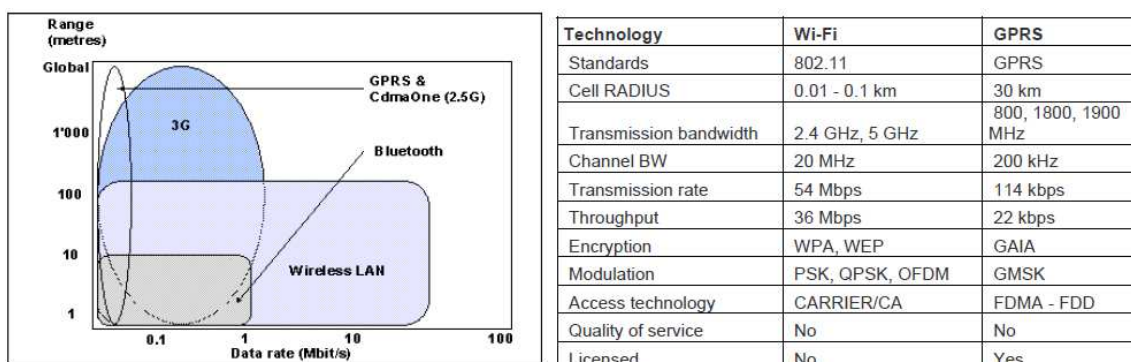 Range
(metres)
Global
GPRS &
CdmaOne (2.5G)
3G
1'000
Bluetooth
100
10
Wireless LAN
1
0.1 1 10 100
Data rate (Mbit/s)
Technology Wi-Fi GPRS
Standards 802.11 GPRS
Cell RADIUS 0.01 - 0.1 km 30 km
800, 1800, 1900
Transmission bandwidth 2.4 GHz, 5 GHz MHz
Channel BW 20 MHz 200 kHz
Transmission rate 54 Mbps 114 kbps
Throughput 36 Mbps 22 kbps
Encryption WPA, WEP GAIA
Modulation PSK, QPSK, OFDM GMSK
Access technology CARRIER/CA FDMA - FDD
Quality of service No No
Licensed No Yes